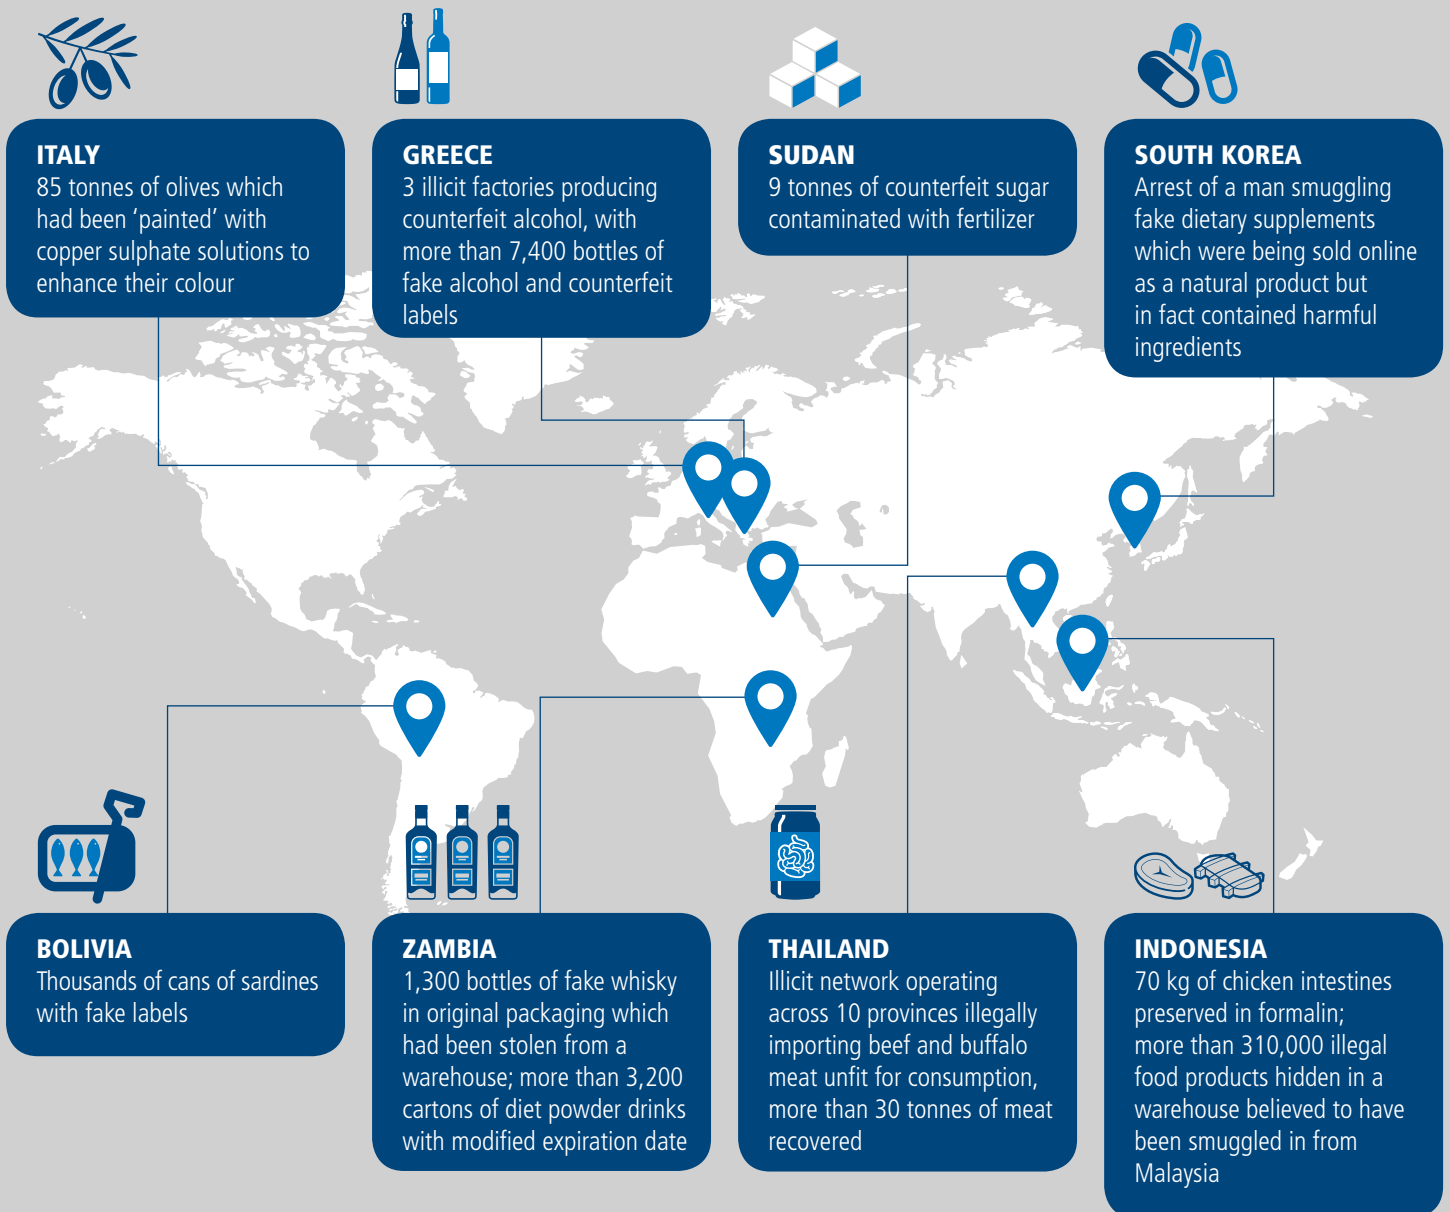 ITALY
85 tonnes of olives which
had been ‘painted’ with
copper sulphate solutions to
enhance their colour
GREECE
3 illicit factories producing
counterfeit alcohol, with
more than 7,400 bottles of
fake alcohol and counterfeit
labels
SUDAN
9 tonnes of counterfeit sugar
contaminated with fertilizer
SOUTH KOREA
Arrest of a man smuggling
fake dietary supplements
which were being sold online
as a natural product but
in fact contained harmful
ingredients
BOLIVIA
Thousands of cans of sardines
with fake labels
ZAMBIA
1,300 bottles of fake whisky
in original packaging which
had been stolen from a
warehouse; more than 3,200
cartons of diet powder drinks
with modified expiration date
THAILAND
Illicit network operating
across 10 provinces illegally
importing beef and buffalo
meat unfit for consumption,
more than 30 tonnes of meat
recovered
INDONESIA
70 kg of chicken intestines
preserved in formalin;
more than 310,000 illegal
food products hidden in a
warehouse believed to have
been smuggled in from
Malaysia